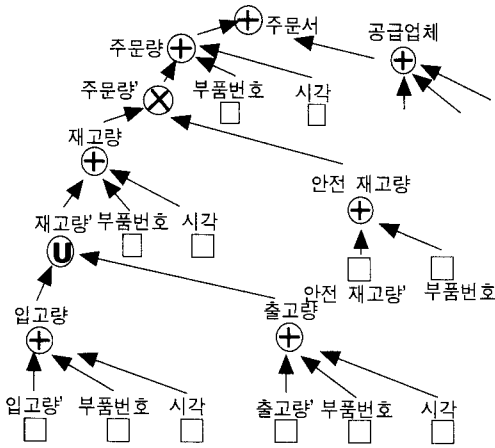 주문서
공급업체
주문량
주문량' 부품번호 시각
재고량
안전 재고량
재고량' 부품번호 시각
U
안전 재고량' 부품번호
입고량
출고량
입고량' 부품번호 시각
출고량' 부품번호 시각